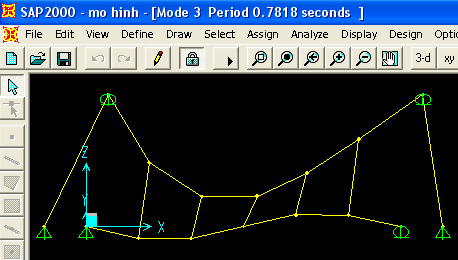 SAP2000 - mo hinh - [Mode 3  Period 0.7818 seconds  ]
File Edit View Define Draw Select Assign Analyze Display Design Options
3-d xy
Z
Y
X